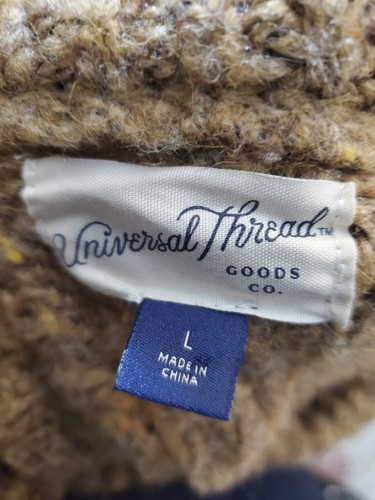 Universal Thread™
GOODS
CO.
L
MADE IN
CHINA